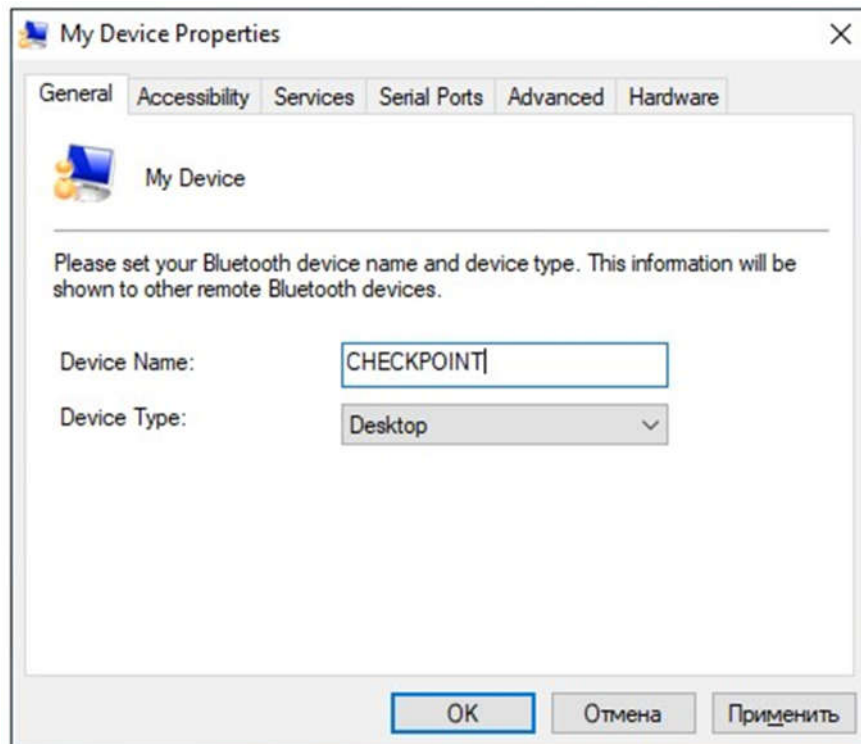 My Device Properties
General Accessibility Services Serial Ports Advanced Hardware
My Device
Please set your Bluetooth device name and device type. This information will be
shown to other remote Bluetooth devices.
Device Name: CHECKPOINT
Device Type: Desktop
OK Отмена Применить